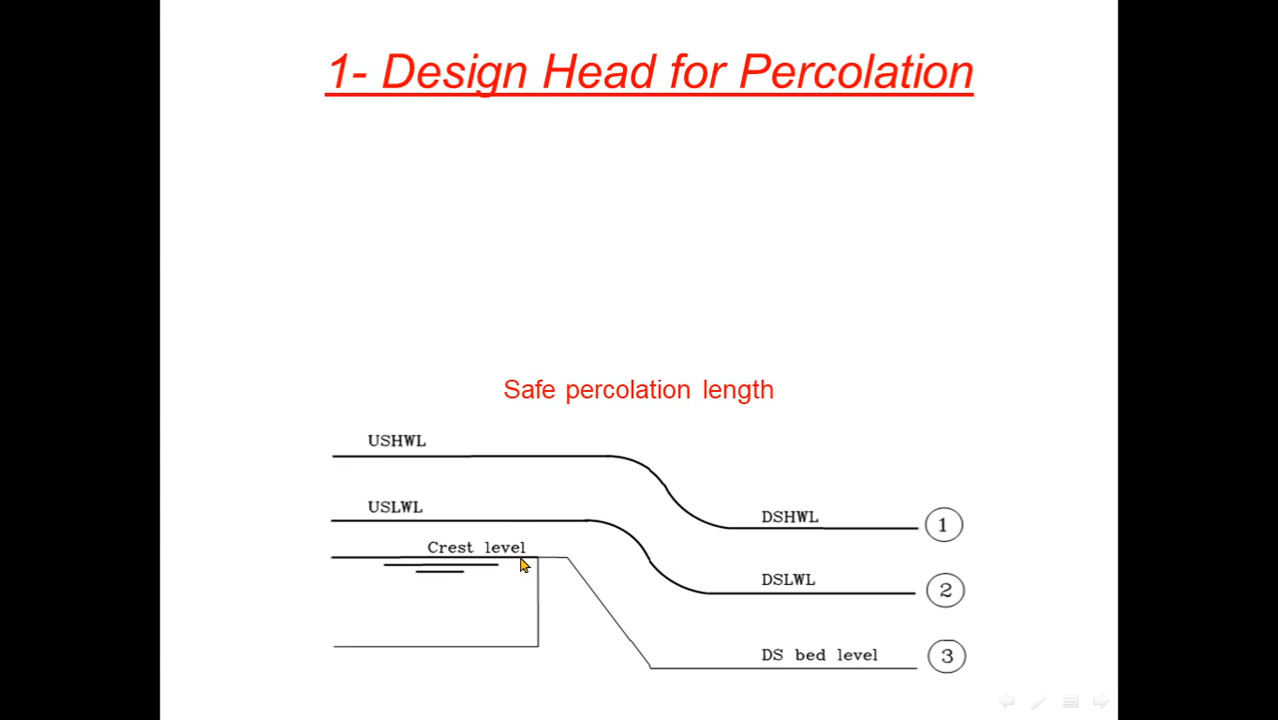 1- Design Head for Percolation
Safe percolation length
USHWL
USLWL
DSHWL
1
Crest level
DSLWL
2
DS bed level
3